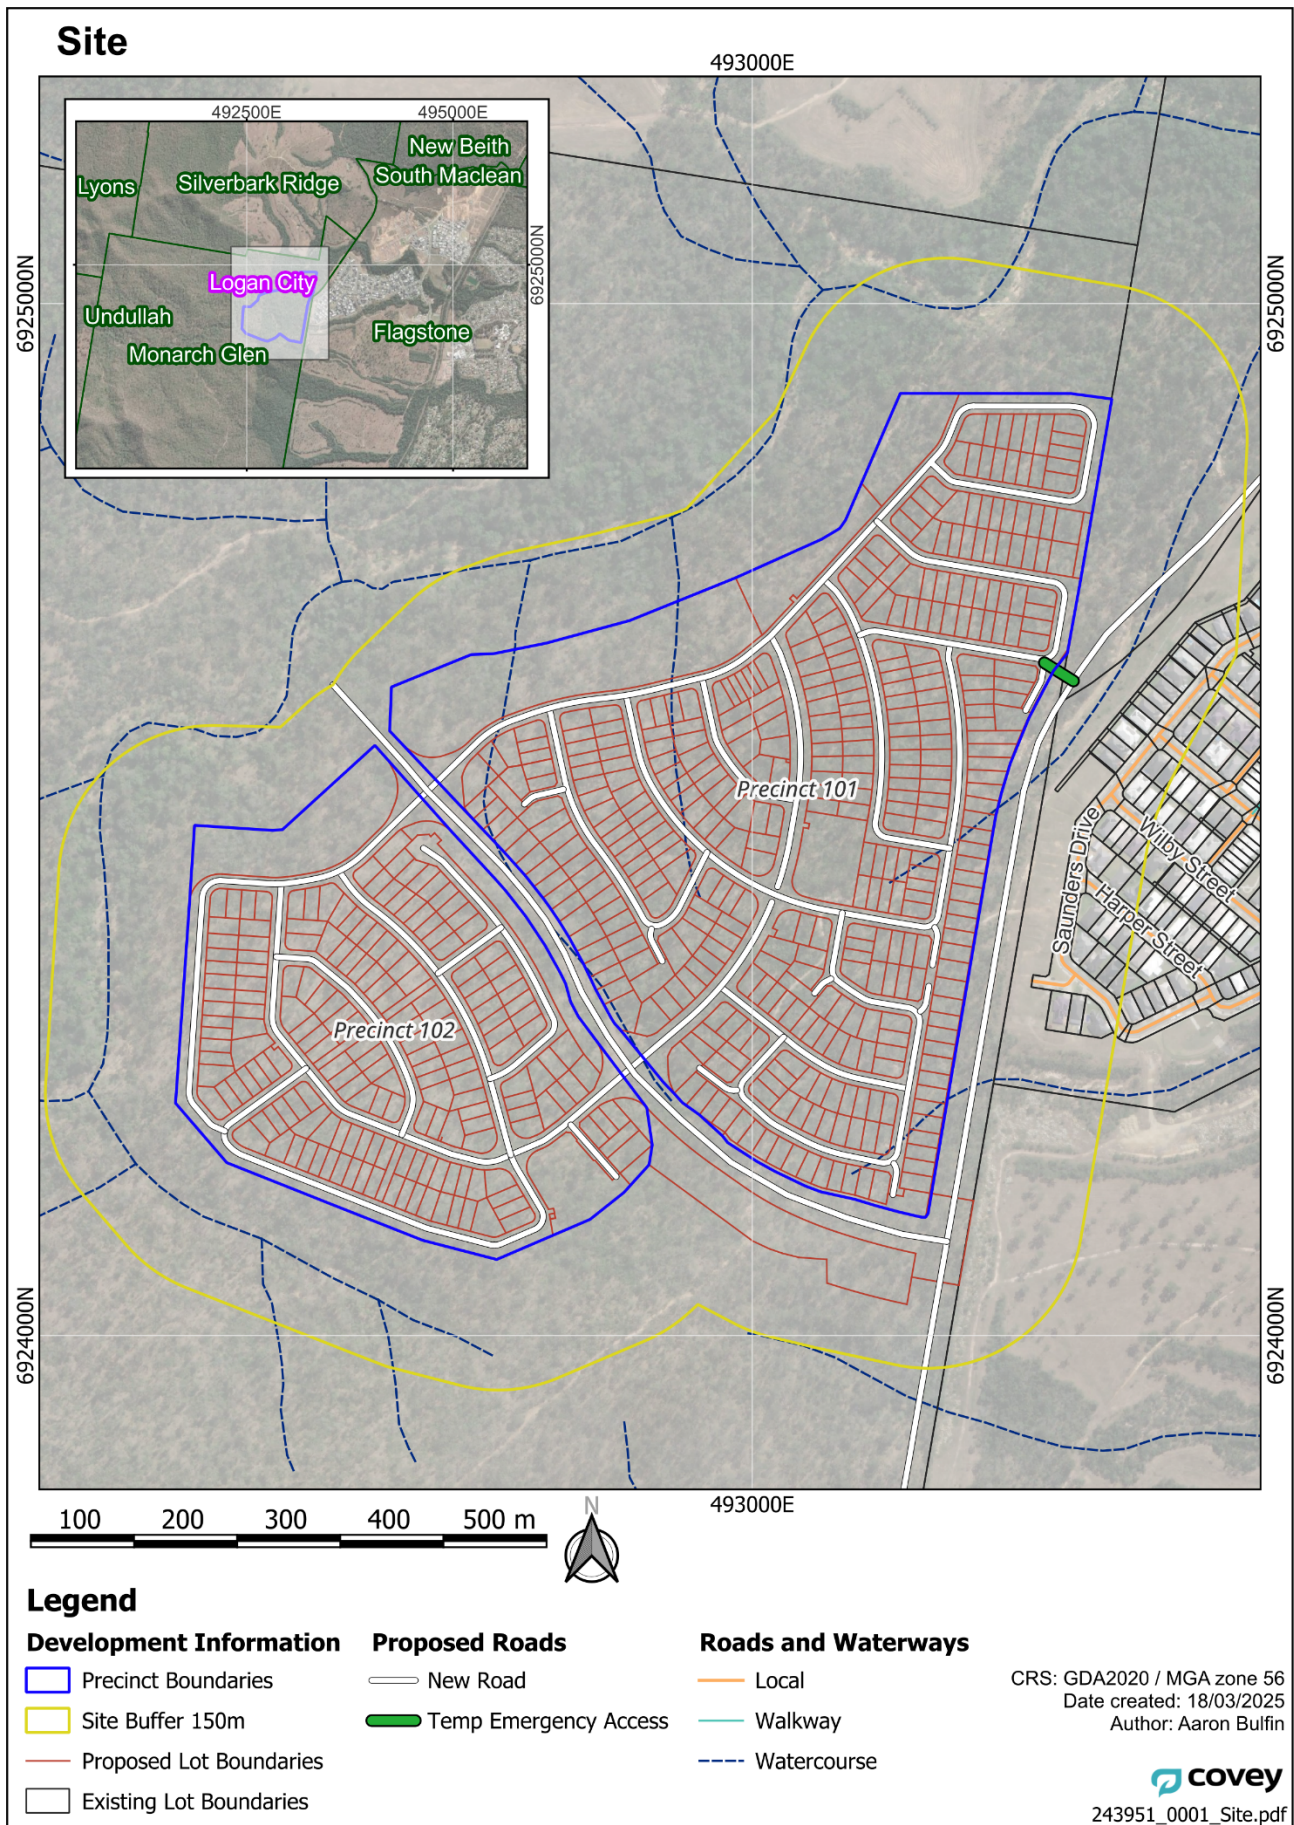 Site
493000E
492500E
495000E
New Beith
South Maclean
Silverbark Ridge
Lyons
6925000N
Logan City
Undullah
Flagstone
Monarch Glen
6925000N
6925000N
Precinct 101
Precinct 102
Saunders Drive
Wilby Street
Harper Street
6924000N
6924000N
493000E
100 200 300 400 500 m
N
Legend
Development Information
Precinct Boundaries
Site Buffer 150m
Proposed Lot Boundaries
Existing Lot Boundaries
Proposed Roads
New Road
Temp Emergency Access
Roads and Waterways
Local
Walkway
Watercourse
CRS: GDA2020 / MGA zone 56
Date created: 18/03/2025
Author: Aaron Bulfin
covey
243951_0001_Site.pdf